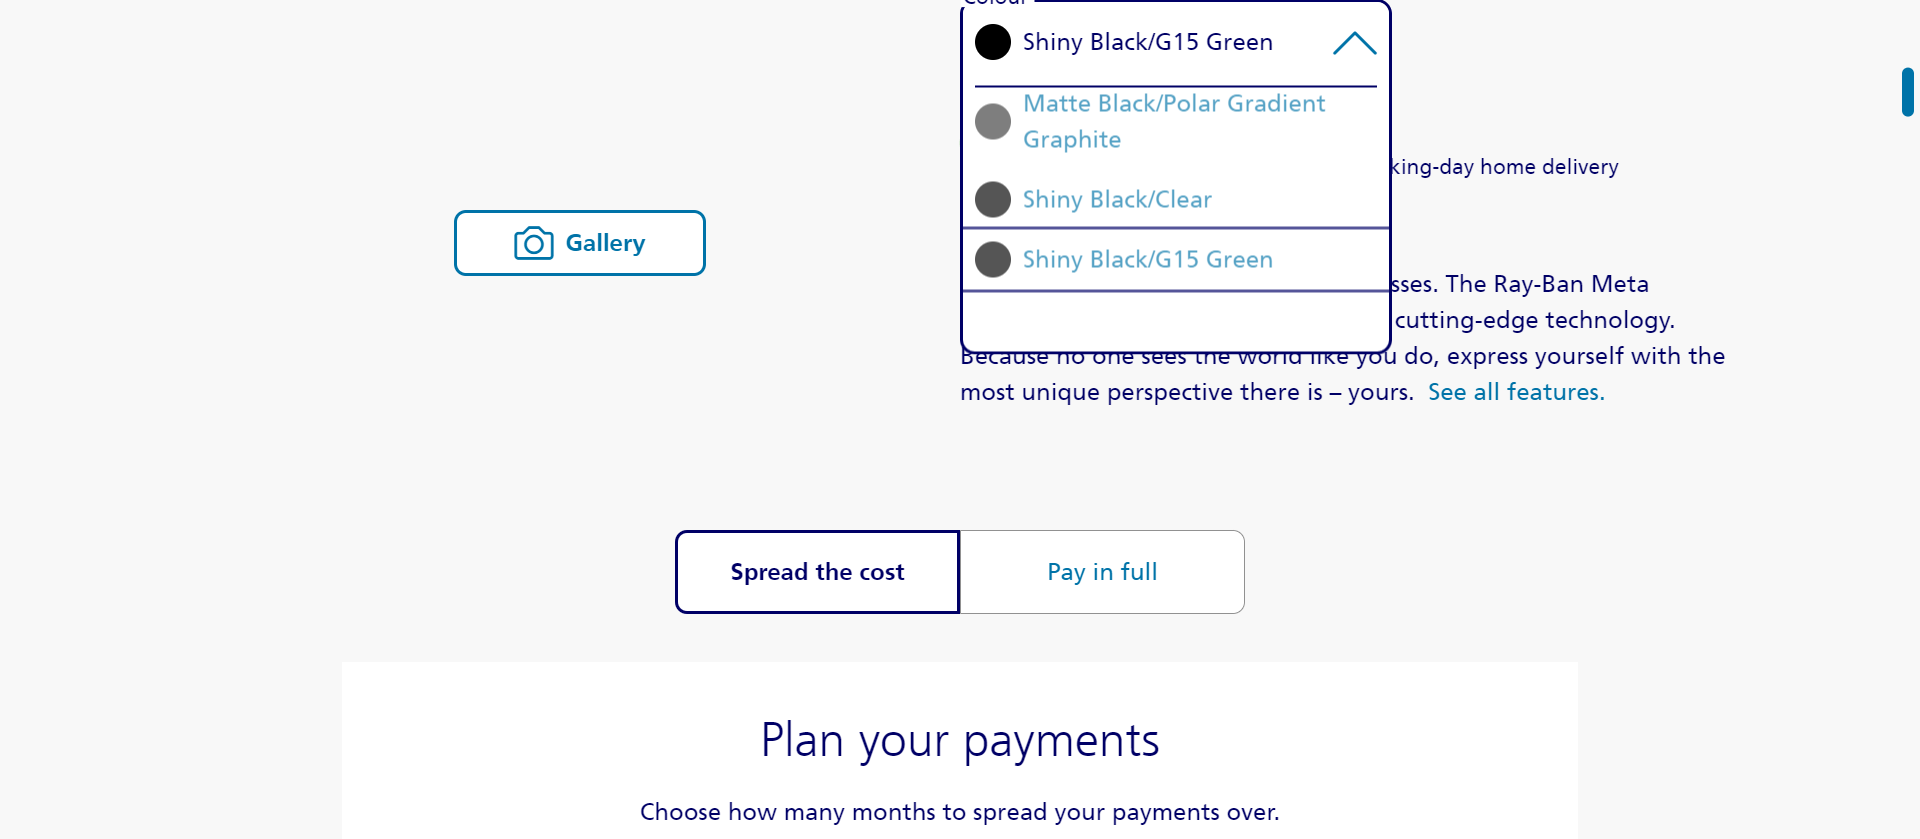 Colour
Shiny Black/G15 Green
Matte Black/Polar Gradient
Graphite
king-day home delivery
Shiny Black/Clear
Gallery
Shiny Black/G15 Green
sses. The Ray-Ban Meta
cutting-edge technology.
Because no one sees the world like you do, express yourself with the
most unique perspective there is – yours. See all features.
Spread the cost
Pay in full
Plan your payments
Choose how many months to spread your payments over.